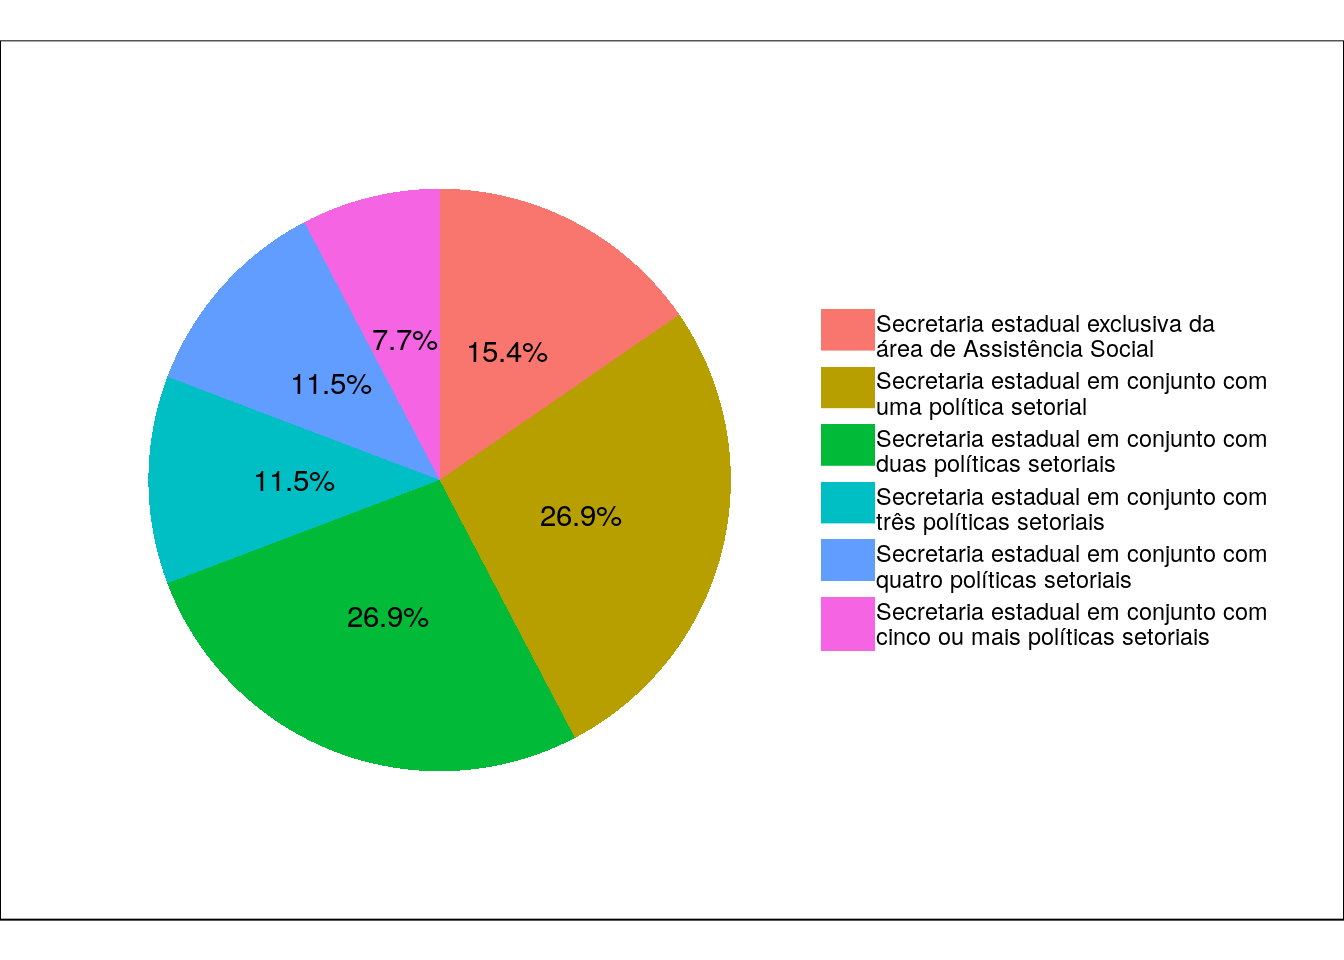 7.7%
15.4%
11.5%
11.5%
26.9%
26.9%
Secretaria estadual exclusiva da
área de Assistência Social
Secretaria estadual em conjunto com
uma política setorial
Secretaria estadual em conjunto com
duas políticas setoriais
Secretaria estadual em conjunto com
três políticas setoriais
Secretaria estadual em conjunto com
quatro políticas setoriais
Secretaria estadual em conjunto com
cinco ou mais políticas setoriais